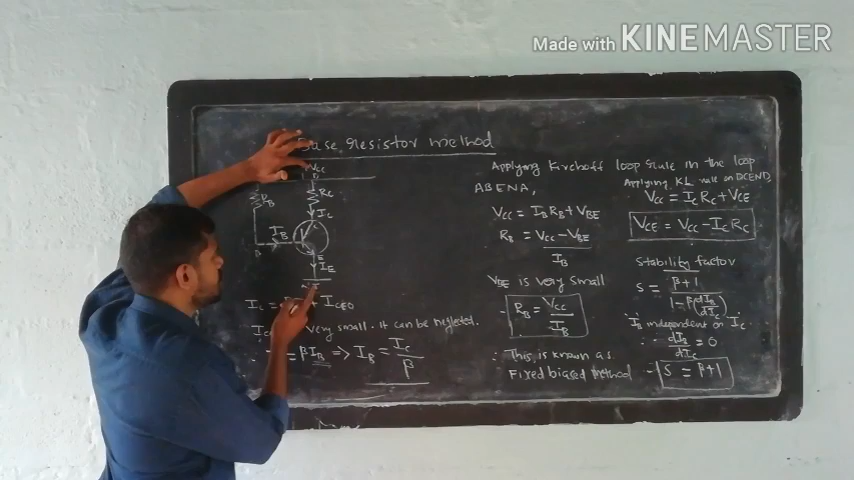 Made with KINEMASTER
Base resistor method
VCC
RB
RC
IC
IB
B
E
IE
N
IC = ICEO
Very small. It can be neglected.
= βIB => IB = IC/β
Applying Kirchoff loop rule in the loop
ABENA,
VCC = IB RB + VBE
RB = VCC - VBE / IB
VBE is very small
RB = VCC / IB
∴ This is known as
Fixed biased method
Applying KL rule on DCEND,
VCC = IC RC + VCE
VCE = VCC - IC RC
Stability factor
S = β+1 / 1-β(dIB/dIC)
IB independent on IC
∴ dIB/dIC = 0
∴ S = β+1